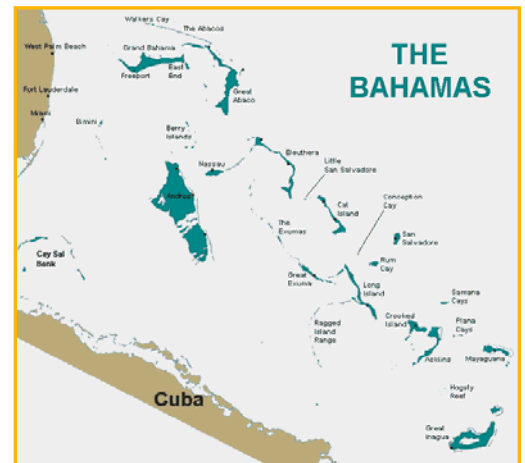 Walkers Cay
The Abacos
THE
BAHAMAS
West Palm Beach
Grand Bahama
East
End
Freeport
Great
Abaco
Fort Lauderdale
Miami
Bimini
Berry
Islands
Nassau
Eleuthera
Little
San Salvadore
Andros
Cat
Island
Conception
Cay
The
Exumas
San
Salvadore
Cay Sal
Bank
Rum
Cay
Great
Exuma
Long
Island
Samana
Cays
Ragged
Island
Range
Crooked
Island
Plana
Cays
Acklins
Mayaguana
Cuba
Hogsty
Reef
Great
Inagua